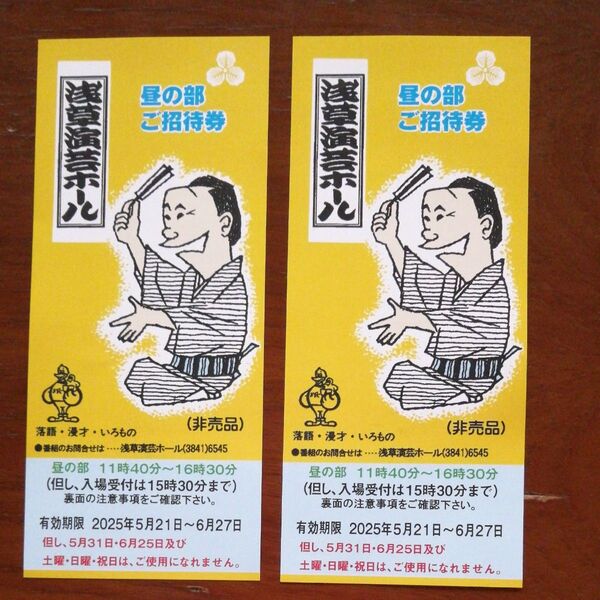 浅草演芸ホール
昼の部
ご招待券
(非売品)
落語・漫才・いろもの
●番組のお問合せは‥‥浅草演芸ホール(3841)6545
昼の部 11時40分～16時30分
(但し、入場受付は15時30分まで)
裏面の注意事項をご確認下さい。
有効期限 2025年5月21日～6月27日
但し、5月31日・6月25日及び
土曜・日曜・祝日は、ご使用になれません。
浅草演芸ホール
昼の部
ご招待券
(非売品)
落語・漫才・いろもの
●番組のお問合せは‥‥浅草演芸ホール(3841)6545
昼の部 11時40分～16時30分
(但し、入場受付は15時30分まで)
裏面の注意事項をご確認下さい。
有効期限 2025年5月21日～6月27日
但し、5月31日・6月25日及び
土曜・日曜・祝日は、ご使用になれません。